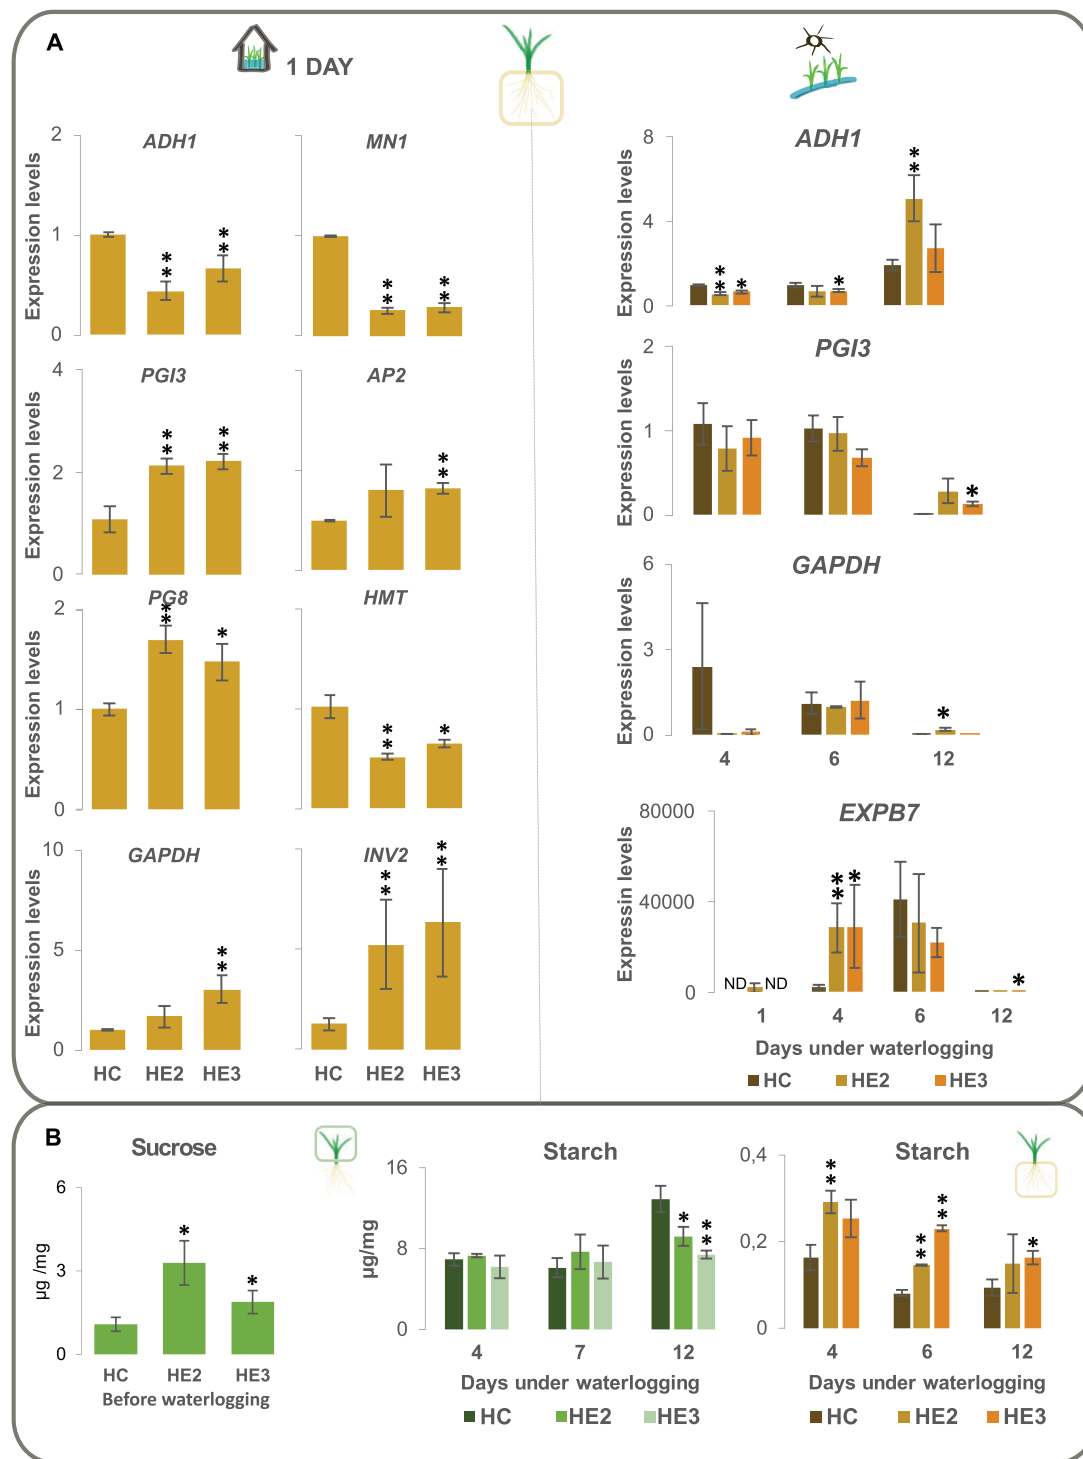 A
1 DAY
ADH1
MN1
Expression levels
2
1
0
**
**
**
**
PGI3
AP2
Expression levels
4
2
0
**
**
**
PG8
HMT
Expression levels
2
1
0
**
*
**
*
GAPDH
INV2
Expression levels
10
5
0
**
**
**
HC HE2 HE3
HC HE2 HE3
ADH1
Expression levels
8
4
0
**
*
*
**
PGI3
Expression levels
2
1
0
*
GAPDH
Expression levels
6
3
0
*
4 6 12
EXPB7
Expressin levels
80000
40000
0
ND ND
**
*
*
1 4 6 12
Days under waterlogging
HC HE2 HE3
B
Sucrose
µg /mg
6
3
0
*
*
HC HE2 HE3
Before waterlogging
Starch
µg/mg
16
8
0
*
**
4 7 12
Days under waterlogging
HC HE2 HE3
Starch
0,4
0,2
0
**
**
**
*
4 6 12
Days under waterlogging
HC HE2 HE3